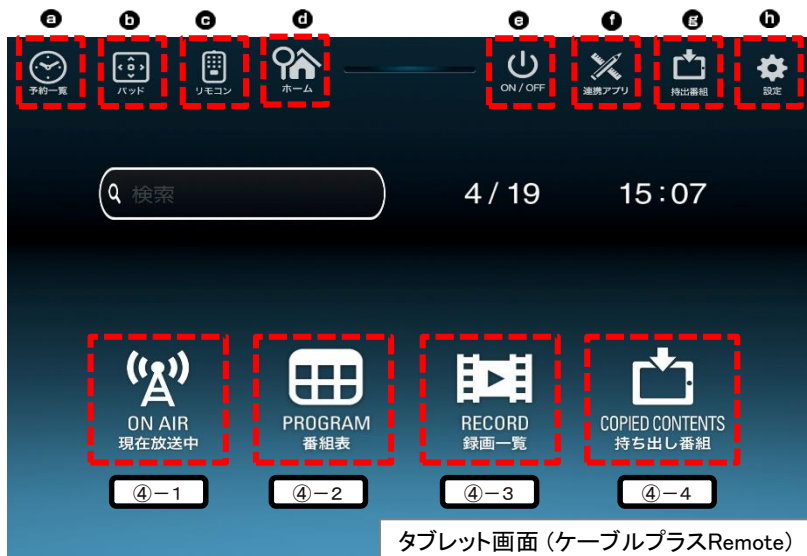 a b c d e f g h
予約一覧 パッド リモコン ホーム ON / OFF 連携アプリ 持出番組 設定
検索 4 / 19 15:07
ON AIR PROGRAM RECORD COPIED CONTENTS
現在放送中 番組表 録画一覧 持ち出し番組
④－1 ④－2 ④－3 ④－4
タブレット画面 (ケーブルプラスRemote)